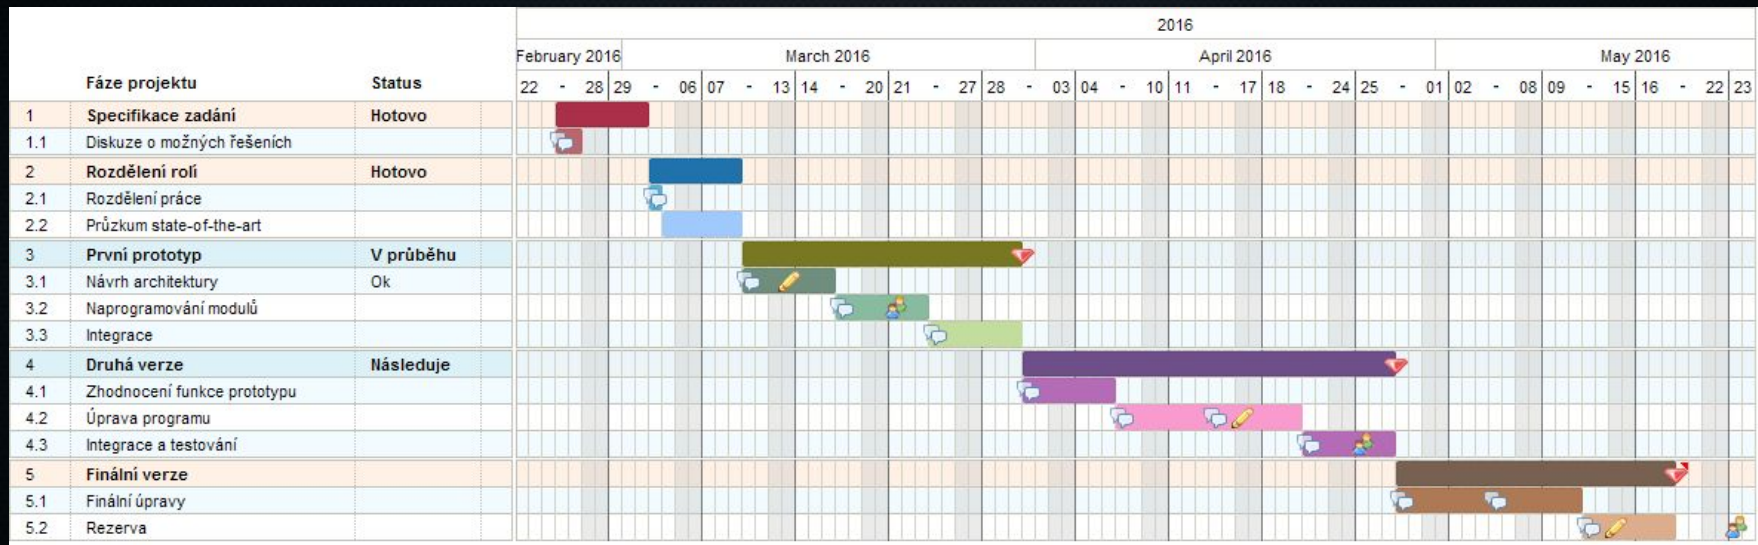 2016
February 2016 March 2016 April 2016 May 2016
Fáze projektu Status
22 - 28 29 - 06 07 - 13 14 - 20 21 - 27 28 - 03 04 - 10 11 - 17 18 - 24 25 - 01 02 - 08 09 - 15 16 - 22 23
1 Specifikace zadání Hotovo
1.1 Diskuze o možných řešeních
2 Rozdělení rolí Hotovo
2.1 Rozdělení práce
2.2 Průzkum state-of-the-art
3 První prototyp V průběhu
3.1 Návrh architektury Ok
3.2 Naprogramování modulů
3.3 Integrace
4 Druhá verze Následuje
4.1 Zhodnocení funkce prototypu
4.2 Úprava programu
4.3 Integrace a testování
5 Finální verze
5.1 Finální úpravy
5.2 Rezerva